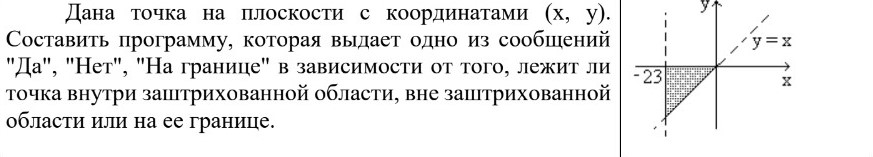 Дана точка на плоскости с координатами (x, y).
Составить программу, которая выдает одно из сообщений
"Да", "Нет", "На границе" в зависимости от того, лежит ли
точка внутри заштрихованной области, вне заштрихованной
области или на ее границе.
y
y = x
-23
x